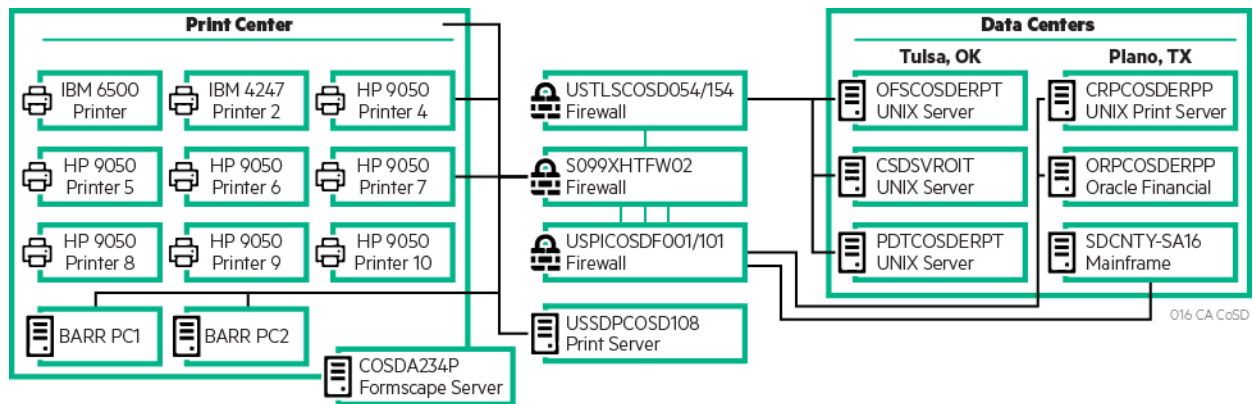 Print Center
IBM 6500
Printer
IBM 4247
Printer 2
HP 9050
Printer 4
HP 9050
Printer 5
HP 9050
Printer 6
HP 9050
Printer 7
HP 9050
Printer 8
HP 9050
Printer 9
HP 9050
Printer 10
BARR PC1
BARR PC2
COSDA234P
Formscape Server
USTLSCOSD054/154
Firewall
S099XHTFW02
Firewall
USPICOSDF001/101
Firewall
USSDPCOSD108
Print Server
Data Centers
Tulsa, OK
OFSCOSDERPT
UNIX Server
CSDSVROIT
UNIX Server
PDTCOSDERPT
UNIX Server
Plano, TX
CRPCOSDERPP
UNIX Print Server
ORPCOSDERPP
Oracle Financial
SDCNTY-SA16
Mainframe
016 CA CoSD